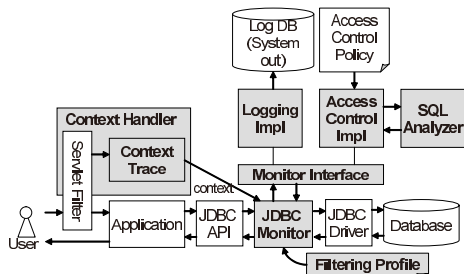 Log DB
(System
out)
Access
Control
Policy
Logging
Impl
Access
Control
Impl
SQL
Analyzer
Context Handler
Servlet Filter
Context
Trace
context
Monitor Interface
User
Application
JDBC
API
JDBC
Monitor
JDBC
Driver
Database
Filtering Profile